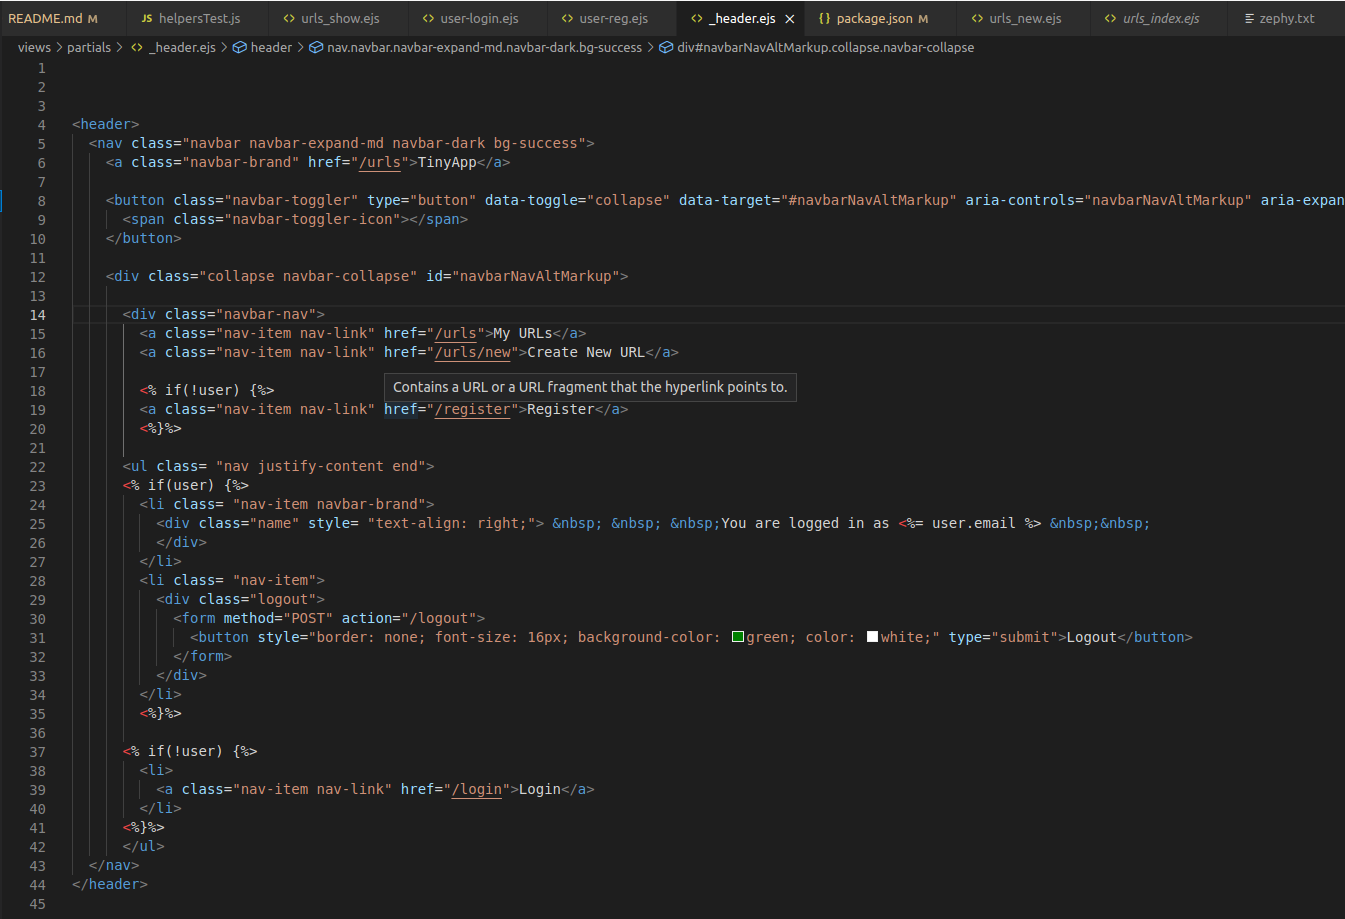 README.md M JS helpersTest.js <> urls_show.ejs <> user-login.ejs <> user-reg.ejs <> _header.ejs × {} package.json M <> urls_new.ejs <> urls_index.ejs zephy.txt
views > partials > <> _header.ejs > header > nav.navbar.navbar-expand-md.navbar-dark.bg-success > div#navbarNavAltMarkup.collapse.navbar-collapse
1
2
3
4 <header>
5 <nav class="navbar navbar-expand-md navbar-dark bg-success">
6 <a class="navbar-brand" href="/urls">TinyApp</a>
7
8 <button class="navbar-toggler" type="button" data-toggle="collapse" data-target="#navbarNavAltMarkup" aria-controls="navbarNavAltMarkup" aria-expan
9 <span class="navbar-toggler-icon"></span>
10 </button>
11
12 <div class="collapse navbar-collapse" id="navbarNavAltMarkup">
13
14 <div class="navbar-nav">
15 <a class="nav-item nav-link" href="/urls">My URLs</a>
16 <a class="nav-item nav-link" href="/urls/new">Create New URL</a>
17
18 <% if(!user) {%>
Contains a URL or a URL fragment that the hyperlink points to.
19 <a class="nav-item nav-link" href="/register">Register</a>
20 <%}%>
21
22 <ul class= "nav justify-content end">
23 <% if(user) {%>
24 <li class= "nav-item navbar-brand">
25 <div class="name" style= "text-align: right;"> &nbsp; &nbsp; &nbsp;You are logged in as <%= user.email %> &nbsp;&nbsp;
26 </div>
27 </li>
28 <li class= "nav-item">
29 <div class="logout">
30 <form method="POST" action="/logout">
31 <button style="border: none; font-size: 16px; background-color: green; color: white;" type="submit">Logout</button>
32 </form>
33 </div>
34 </li>
35 <%}%>
36
37 <% if(!user) {%>
38 <li>
39 <a class="nav-item nav-link" href="/login">Login</a>
40 </li>
41 <%}%>
42 </ul>
43 </nav>
44 </header>
45